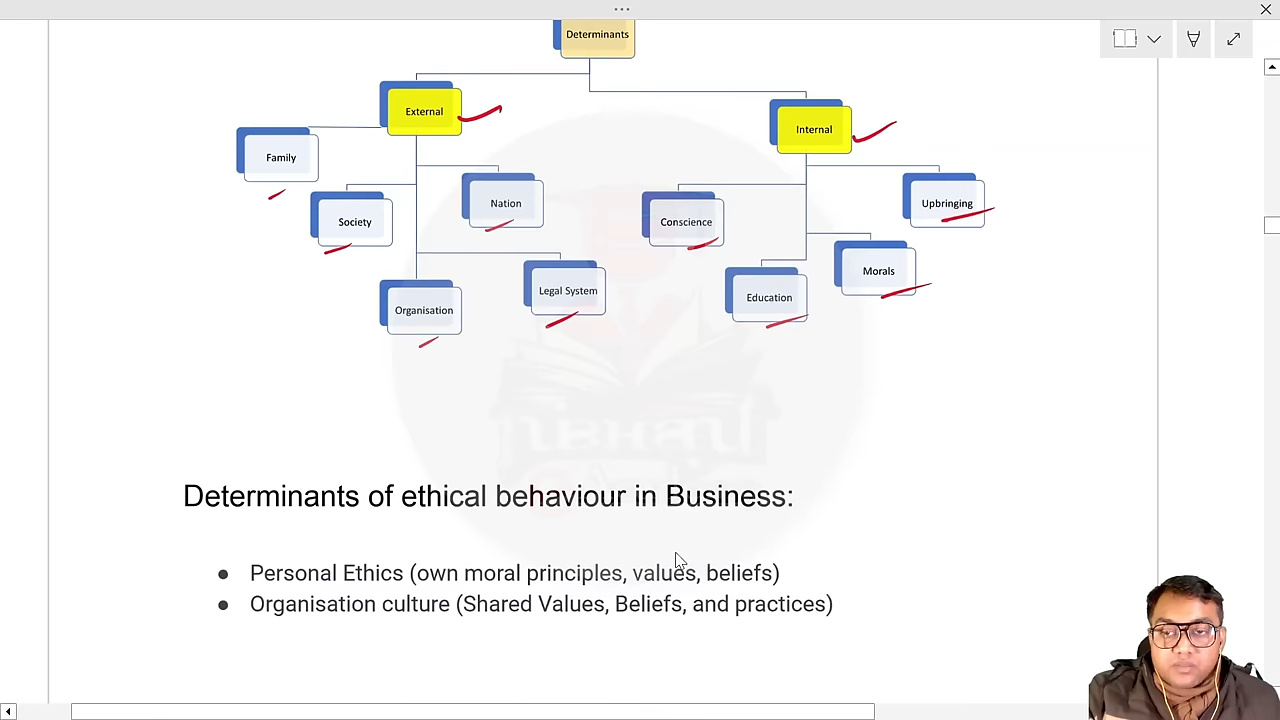 Determinants
External
Internal
Family
Society
Nation
Organisation
Legal System
Conscience
Upbringing
Education
Morals
Determinants of ethical behaviour in Business:
● Personal Ethics (own moral principles, values, beliefs)
● Organisation culture (Shared Values, Beliefs, and practices)